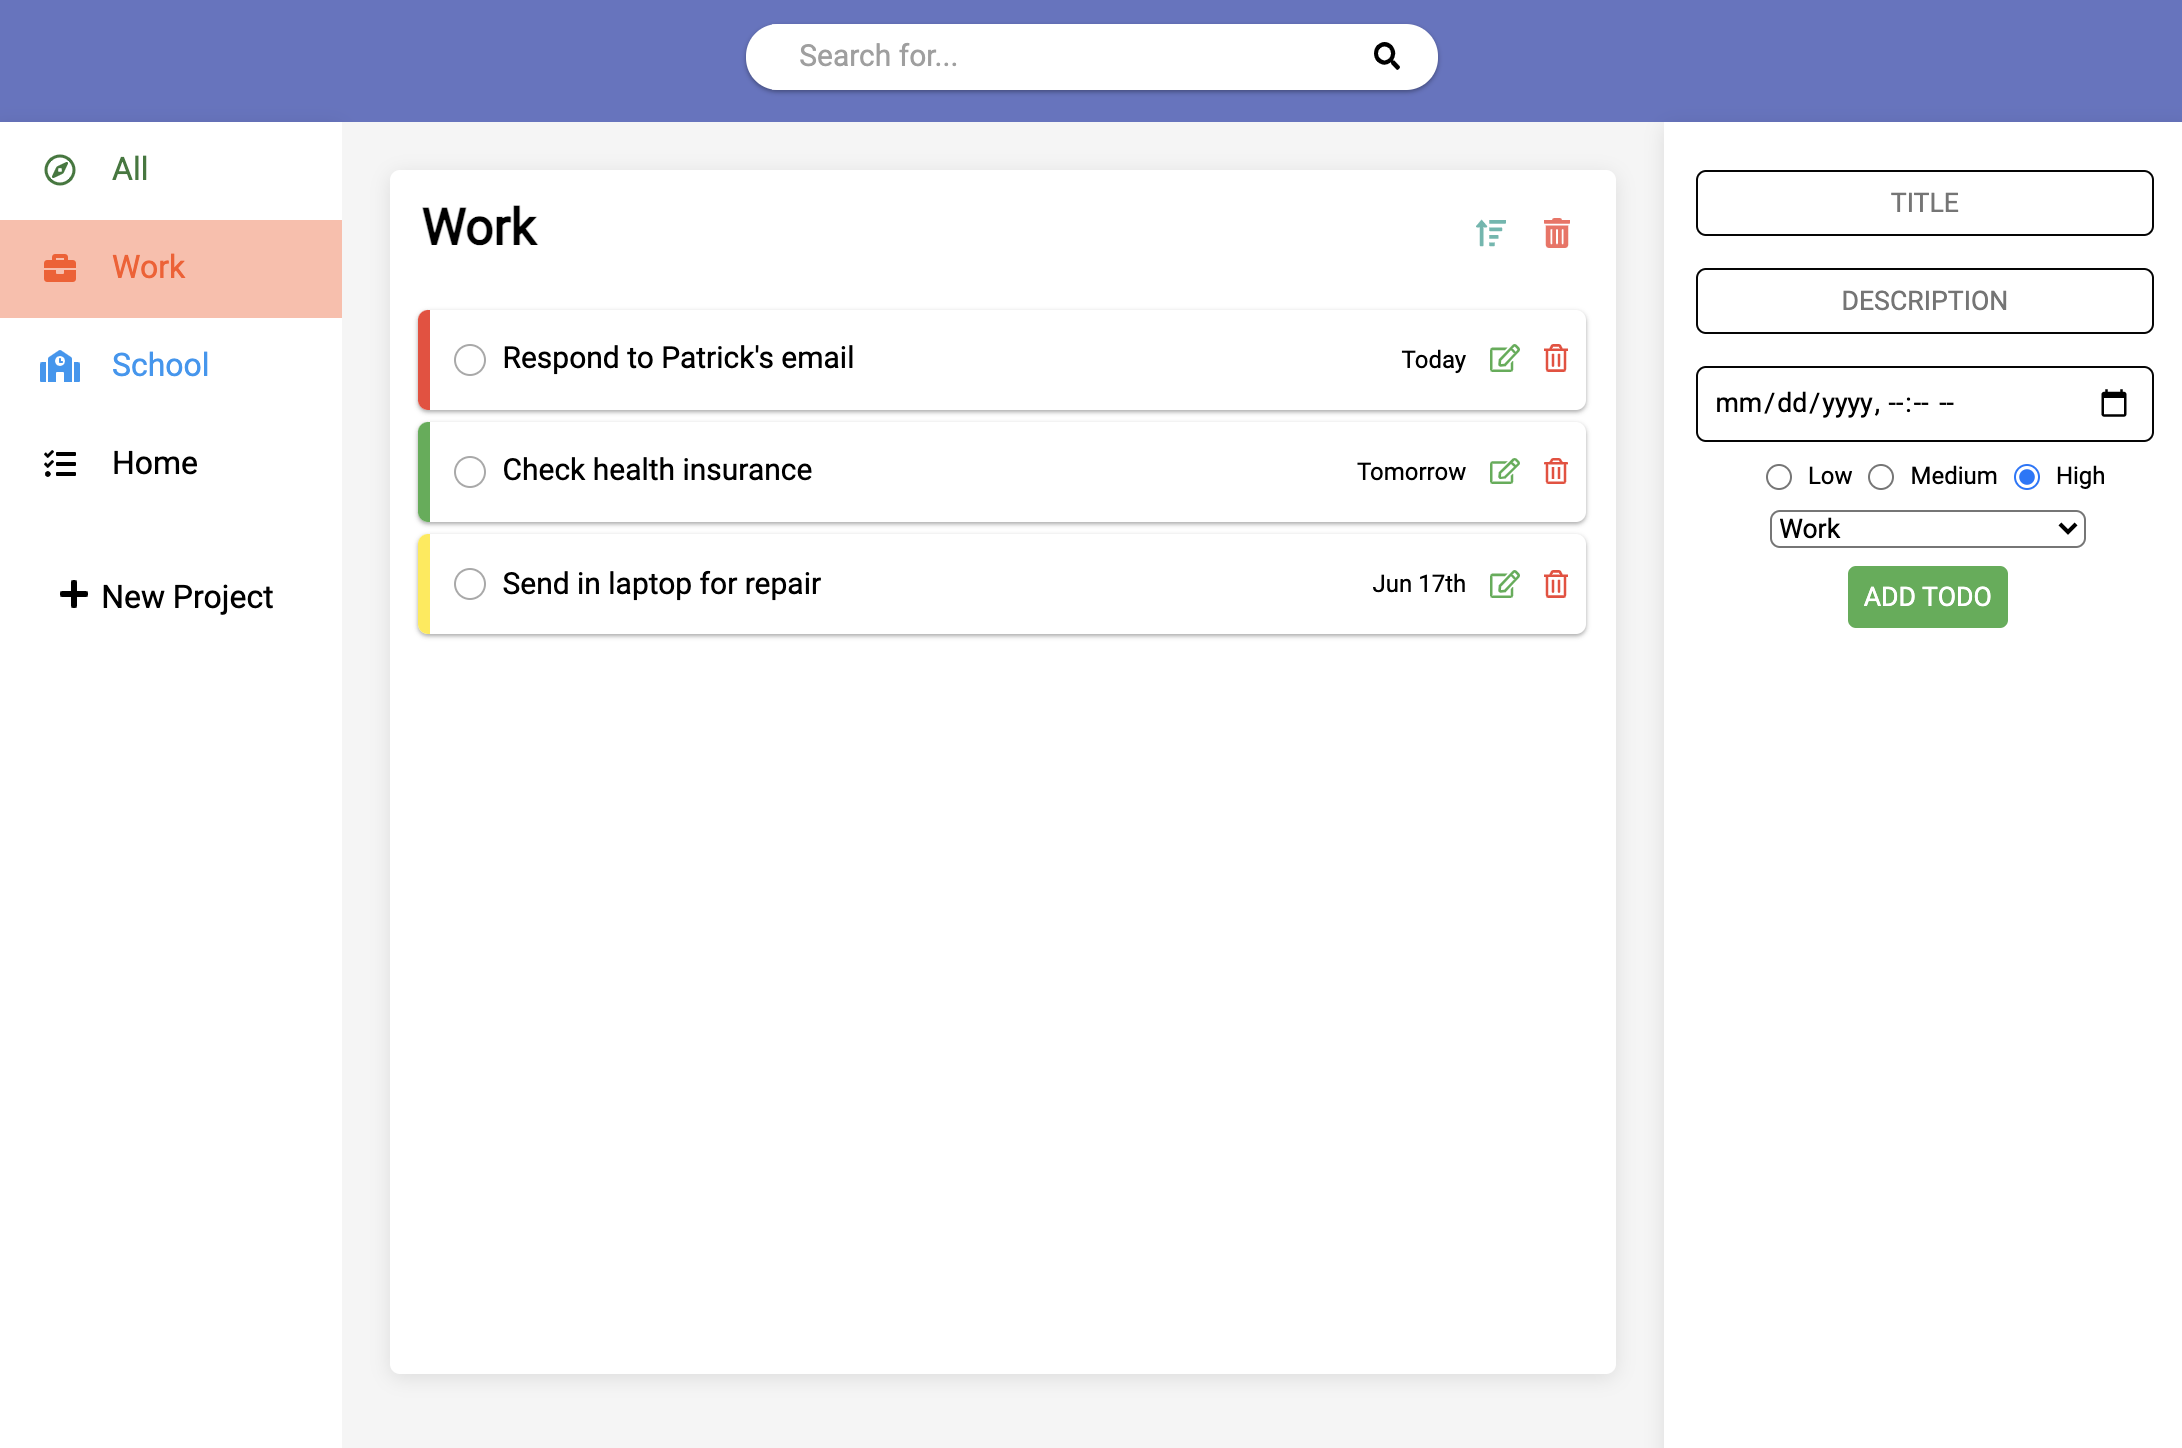 Search for...
All
Work
School
Home
New Project
Work
Respond to Patrick's email Today
Check health insurance Tomorrow
Send in laptop for repair Jun 17th
TITLE
DESCRIPTION
mm/dd/yyyy, --:-- --
Low Medium High
Work
ADD TODO